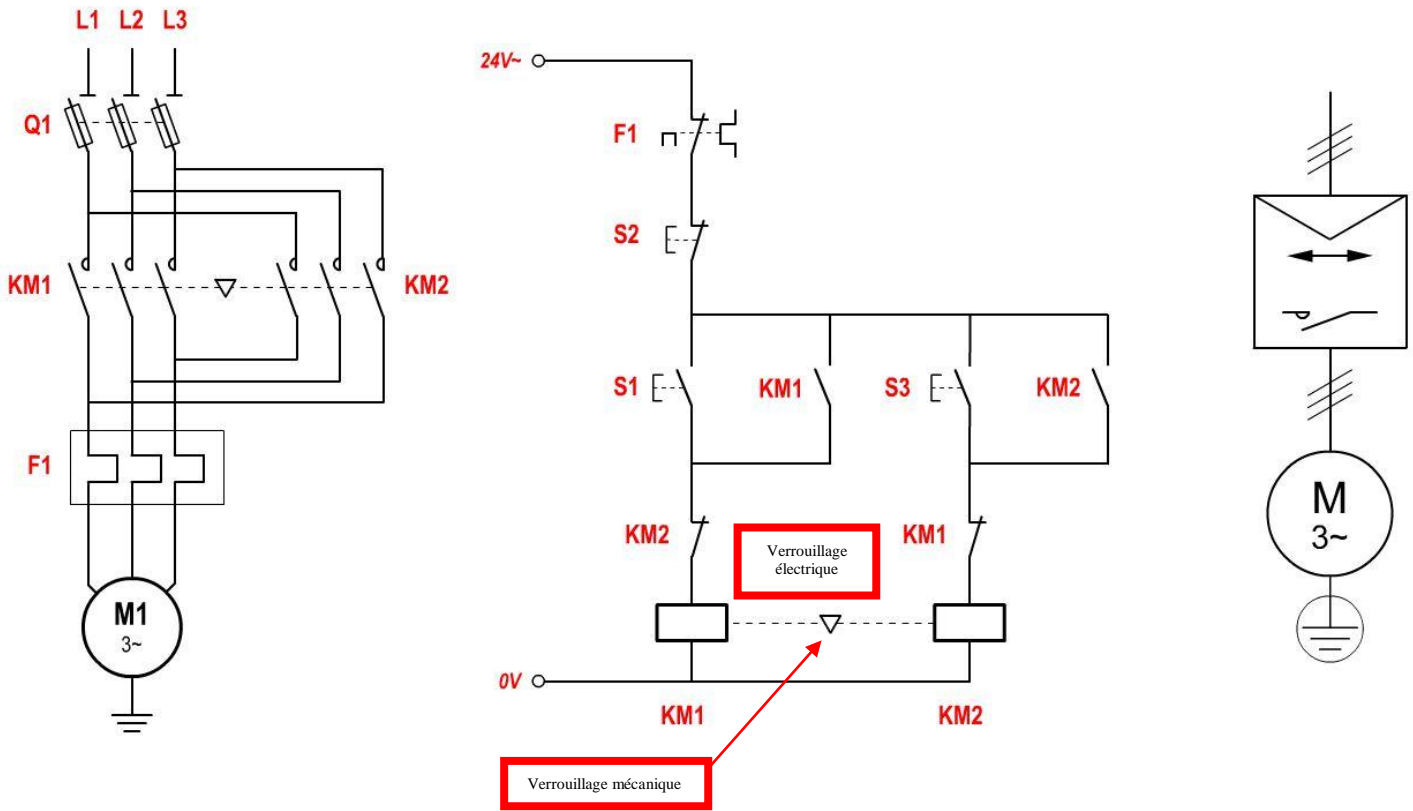 L1 L2 L3
Q1
KM1
KM2
F1
M1
3~
24V~
F1
S2
S1
KM1
S3
KM2
KM2
KM1
Verrouillage
électrique
0V
KM1
KM2
Verrouillage mécanique
M
3~